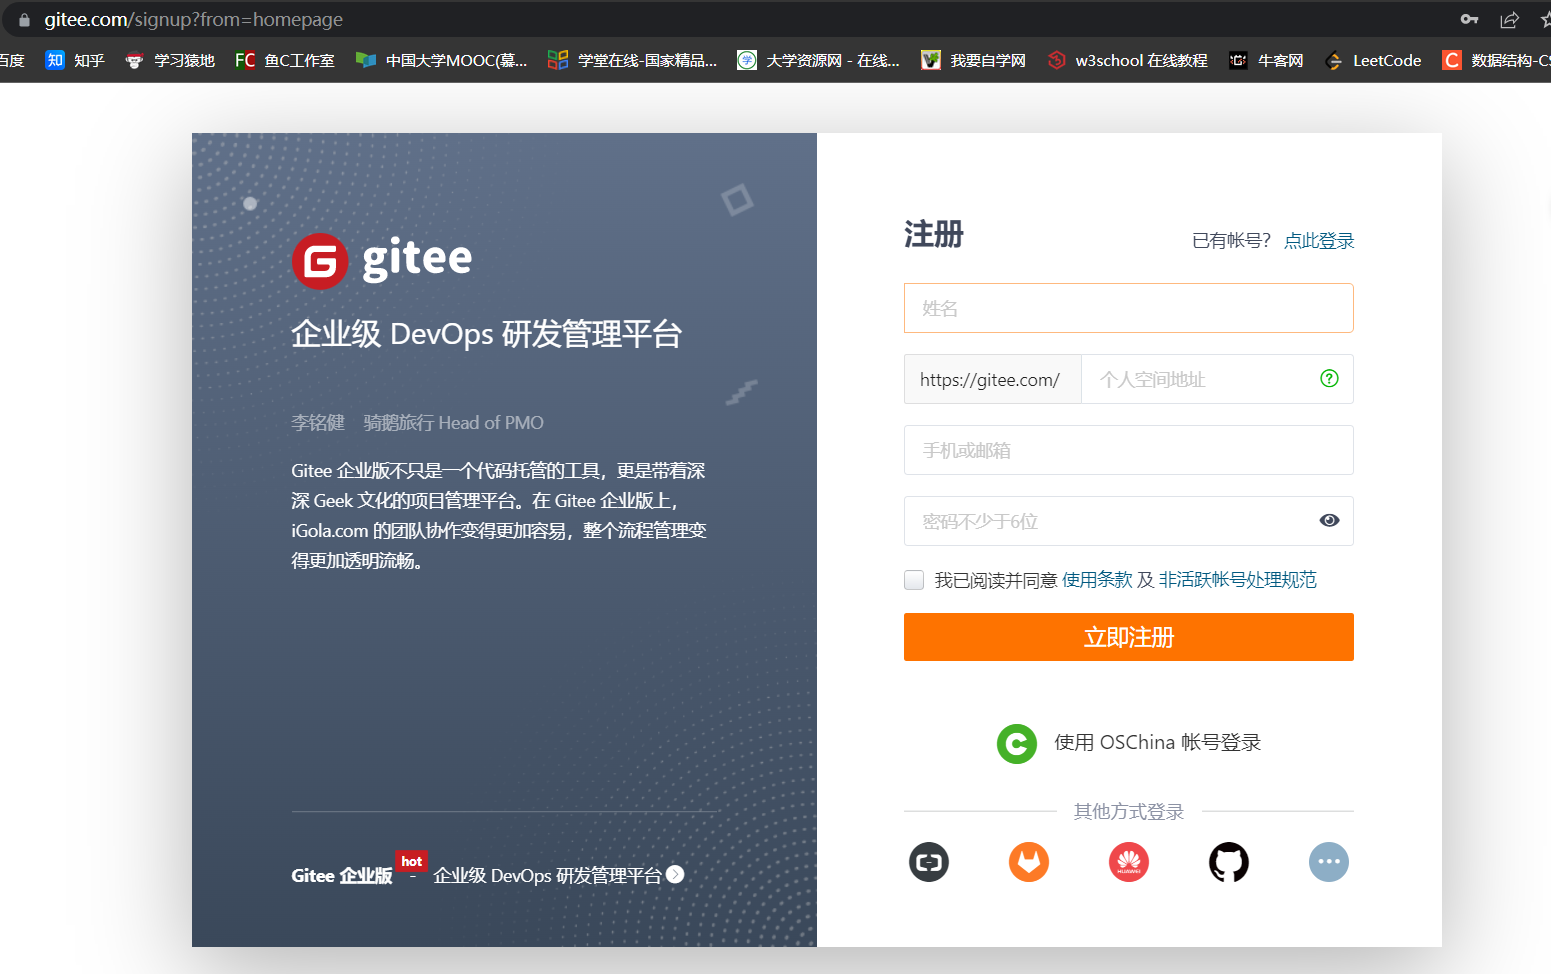 gitee.com/signup?from=homepage
百度 知乎 学习猿地 FC 鱼C工作室 中国大学MOOC(慕... 学堂在线-国家精品... 大学资源网 - 在线... 我要自学网 w3school 在线教程 牛客网 LeetCode 数据结构-CS
gitee
企业级 DevOps 研发管理平台
李铭健 骑鹅旅行 Head of PMO
Gitee 企业版不只是一个代码托管的工具，更是带着深
深 Geek 文化的项目管理平台。在 Gitee 企业版上，
iGola.com 的团队协作变得更加容易，整个流程管理变
得更加透明流畅。
Gitee 企业版 hot - 企业级 DevOps 研发管理平台
注册
已有帐号？ 点此登录
姓名
https://gitee.com/ 个人空间地址
手机或邮箱
密码不少于6位
我已阅读并同意 使用条款 及 非活跃帐号处理规范
立即注册
使用 OSChina 帐号登录
其他方式登录
HUAWEI